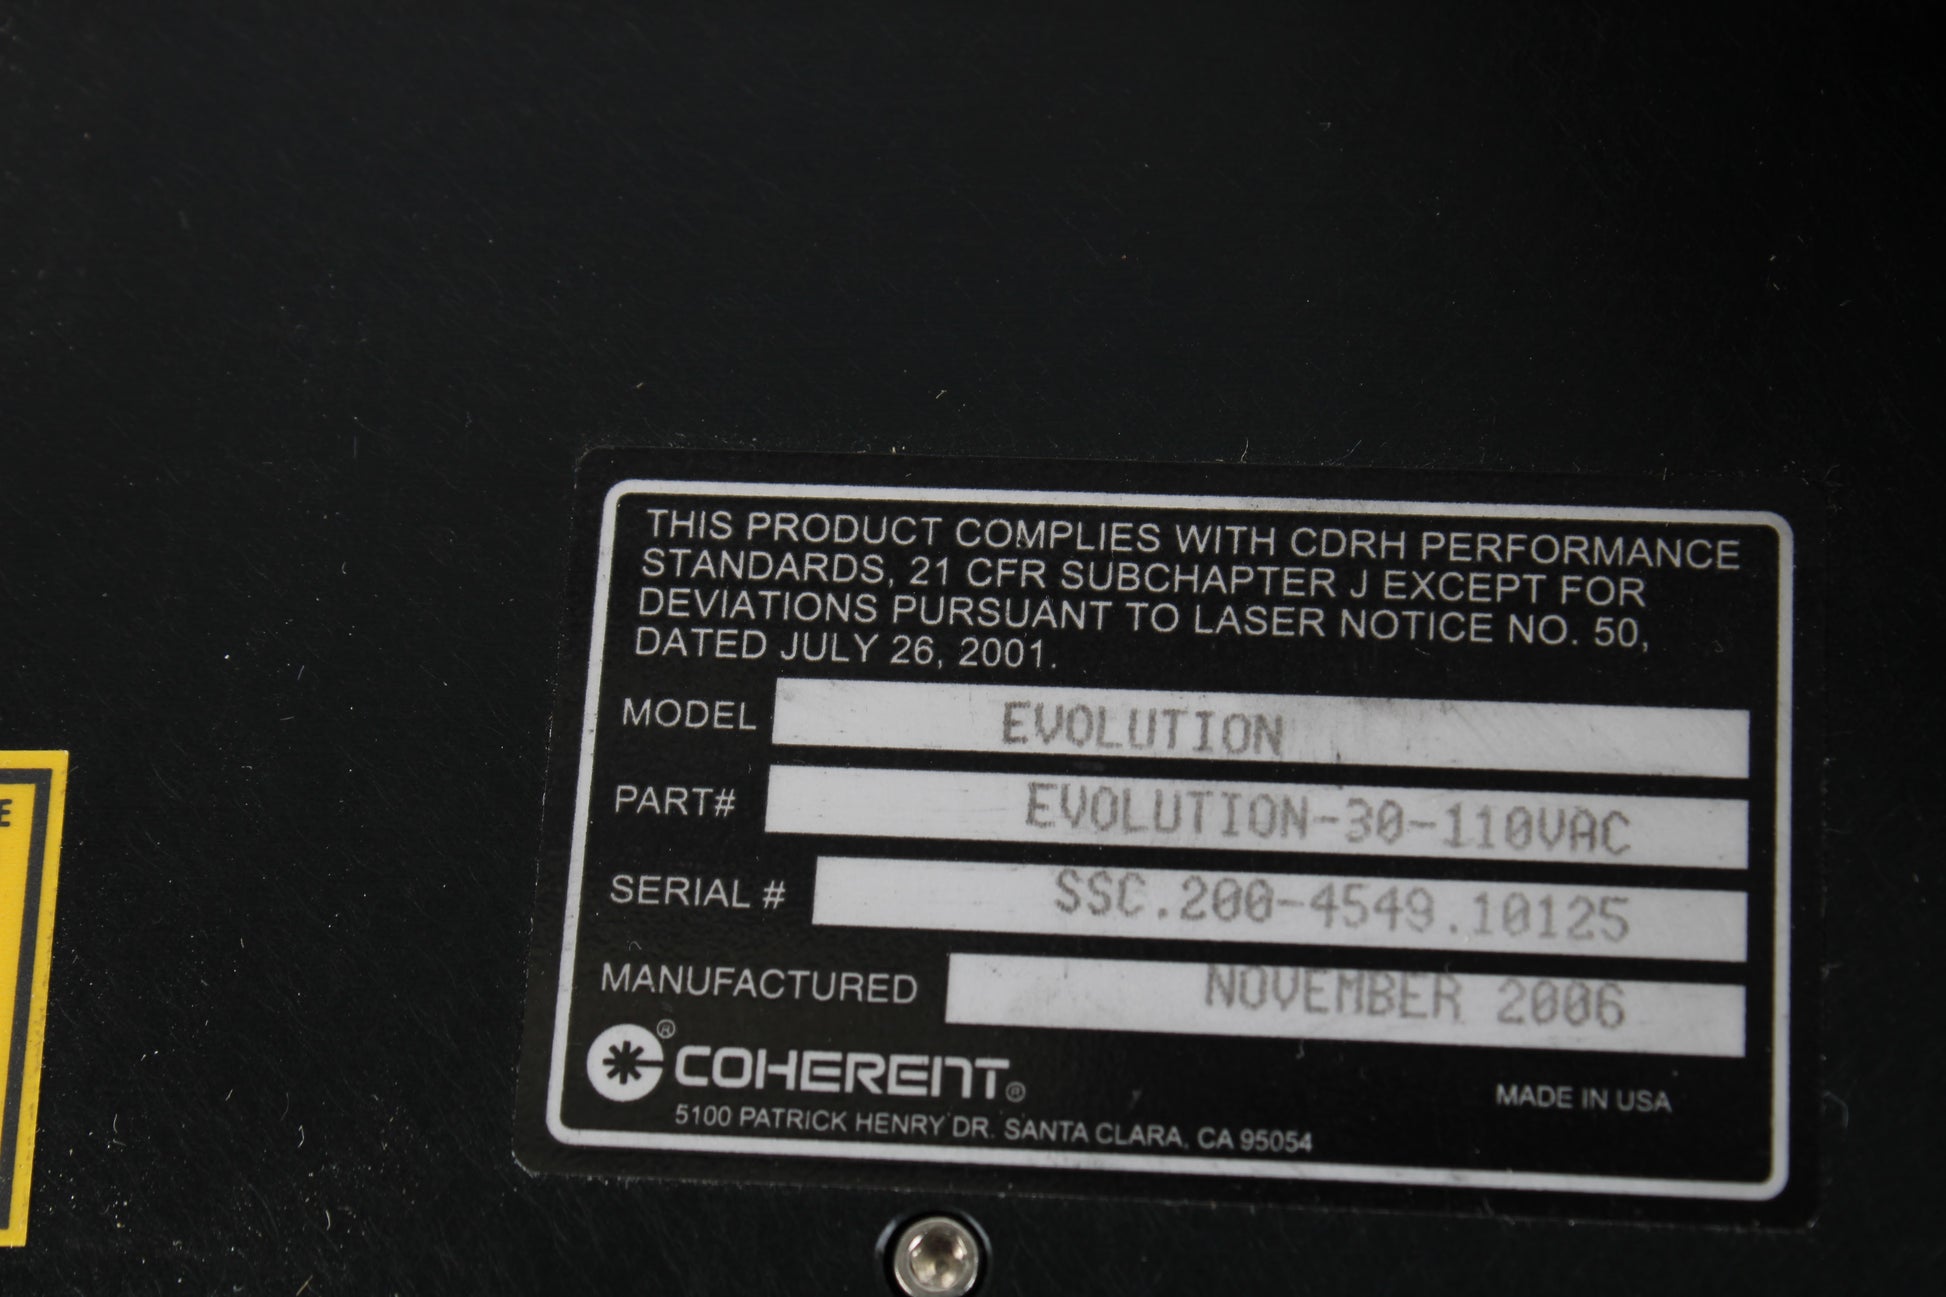 THIS PRODUCT COMPLIES WITH CDRH PERFORMANCE
STANDARDS, 21 CFR SUBCHAPTER J EXCEPT FOR
DEVIATIONS PURSUANT TO LASER NOTICE NO. 50,
DATED JULY 26, 2001.
MODEL EVOLUTION
PART# EVOLUTION-30-110VAC
SERIAL # SSC.200-4549.10125
MANUFACTURED NOVEMBER 2006
® COHERENT®
MADE IN USA
5100 PATRICK HENRY DR. SANTA CLARA, CA 95054
E